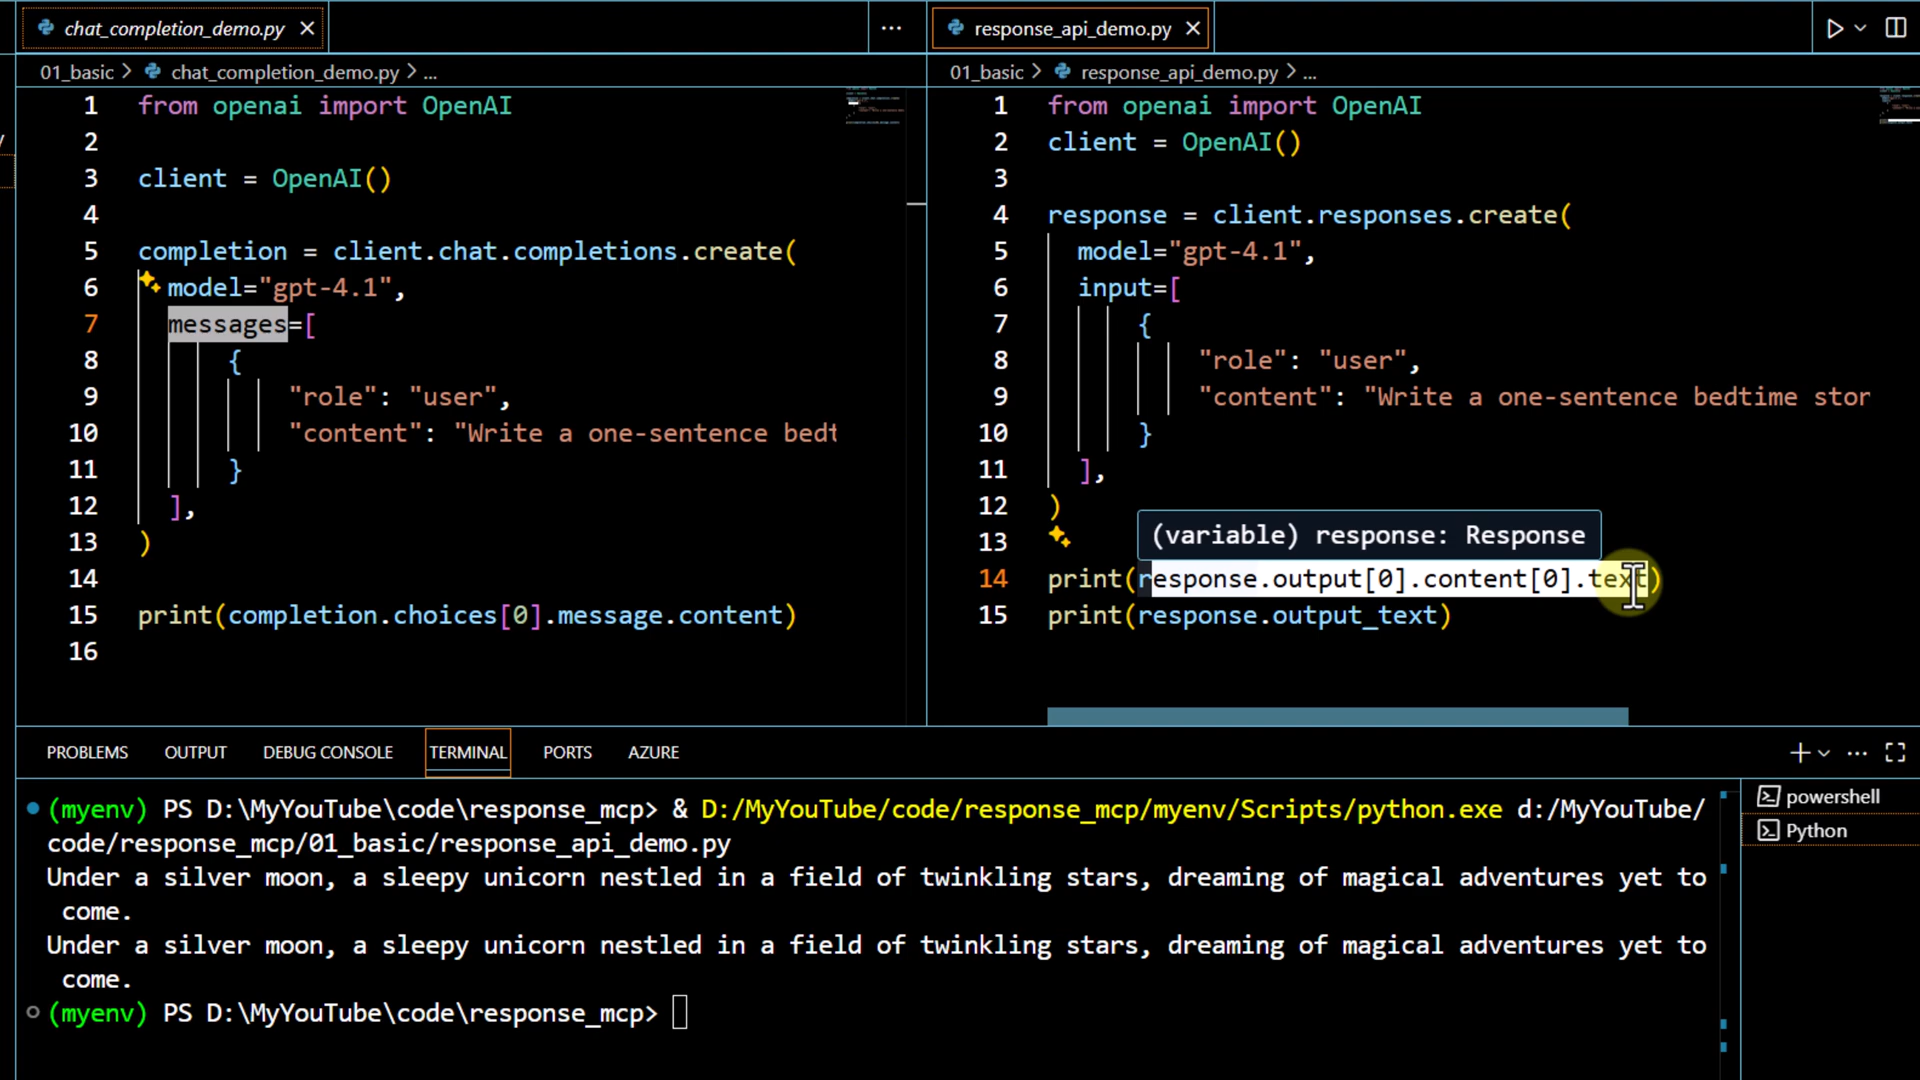 chat_completion_demo.py
01_basic > chat_completion_demo.py > ...
1 from openai import OpenAI
2
3 client = OpenAI()
4
5 completion = client.chat.completions.create(
6 model="gpt-4.1",
7 messages=[
8 {
9 "role": "user",
10 "content": "Write a one-sentence bedt
11 }
12 ],
13 )
14
15 print(completion.choices[0].message.content)
16
response_api_demo.py
01_basic > response_api_demo.py > ...
1 from openai import OpenAI
2 client = OpenAI()
3
4 response = client.responses.create(
5 model="gpt-4.1",
6 input=[
7 {
8 "role": "user",
9 "content": "Write a one-sentence bedtime stor
10 }
11 ],
12 )
13
(variable) response: Response
14 print(response.output[0].content[0].text)
15 print(response.output_text)
PROBLEMS OUTPUT DEBUG CONSOLE TERMINAL PORTS AZURE
(myenv) PS D:\MyYouTube\code\response_mcp> & D:/MyYouTube/code/response_mcp/myenv/Scripts/python.exe d:/MyYouTube/
code/response_mcp/01_basic/response_api_demo.py
Under a silver moon, a sleepy unicorn nestled in a field of twinkling stars, dreaming of magical adventures yet to
come.
Under a silver moon, a sleepy unicorn nestled in a field of twinkling stars, dreaming of magical adventures yet to
come.
(myenv) PS D:\MyYouTube\code\response_mcp>
powershell
Python